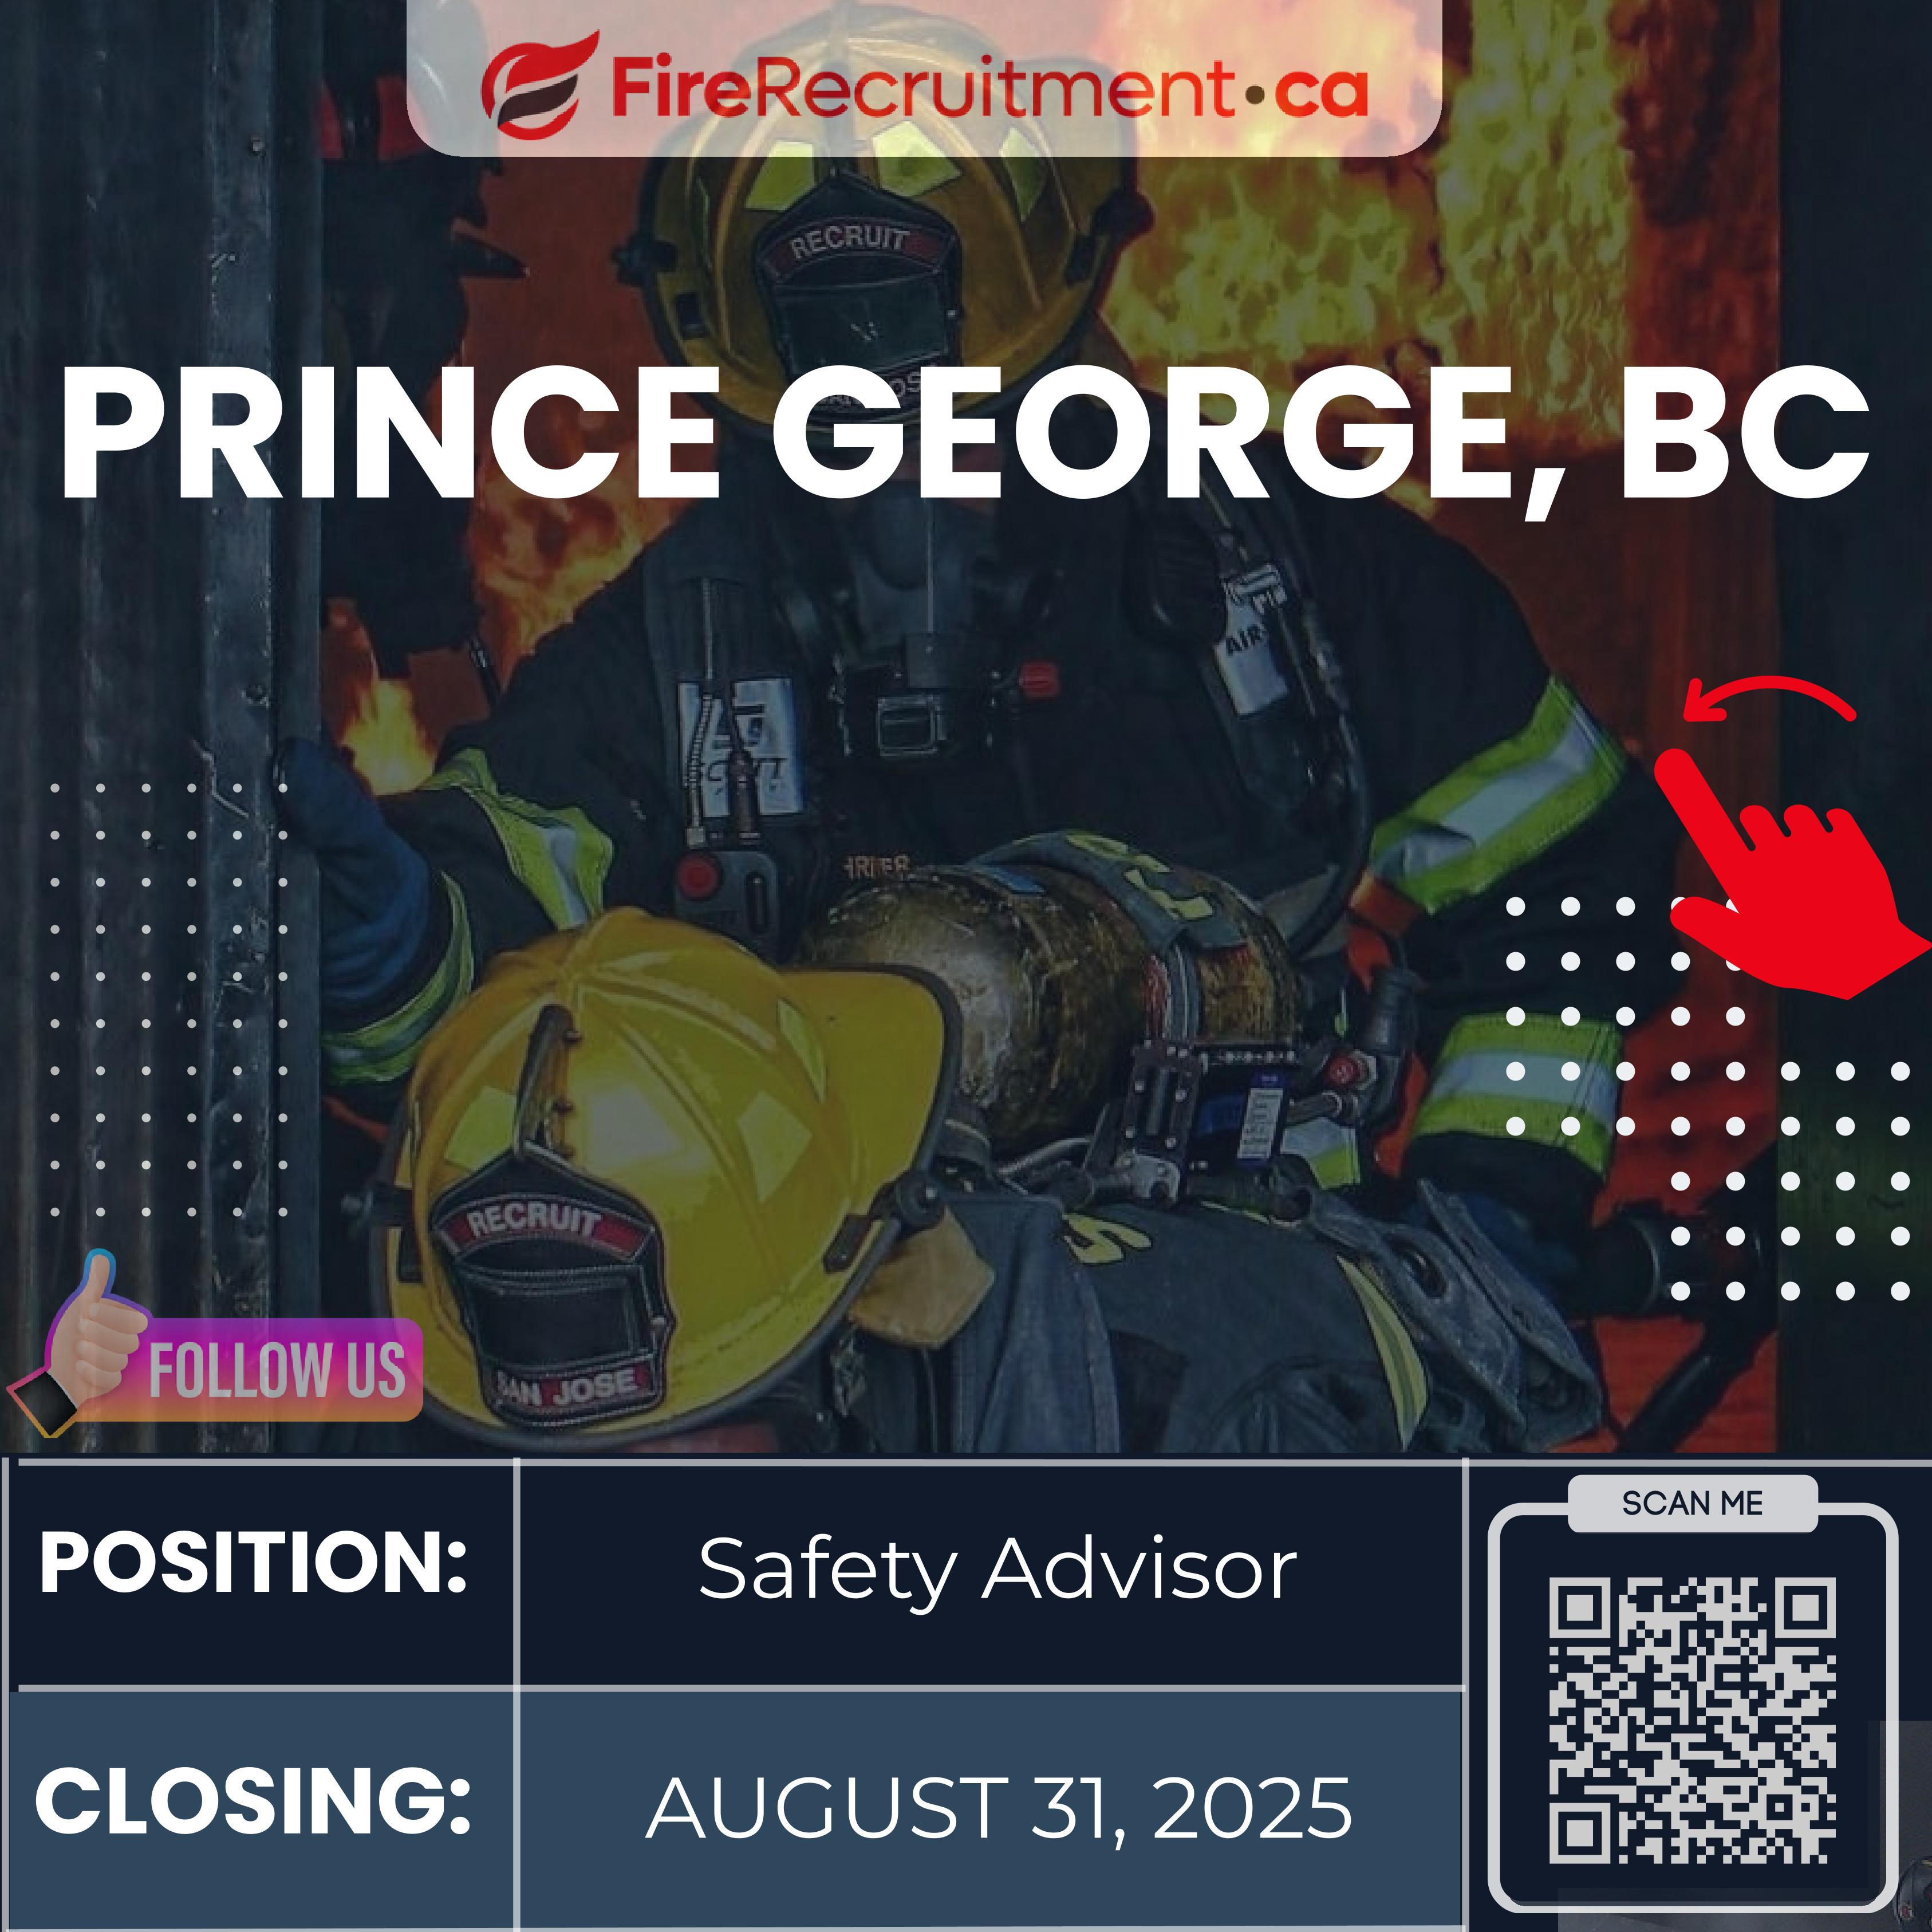 FireRecruitment.ca
RECRUIT
PRINCE GEORGE, BC
AIR
RECRUIT
SAN JOSE
FOLLOW US
SCAN ME
POSITION:
Safety Advisor
CLOSING:
AUGUST 31, 2025